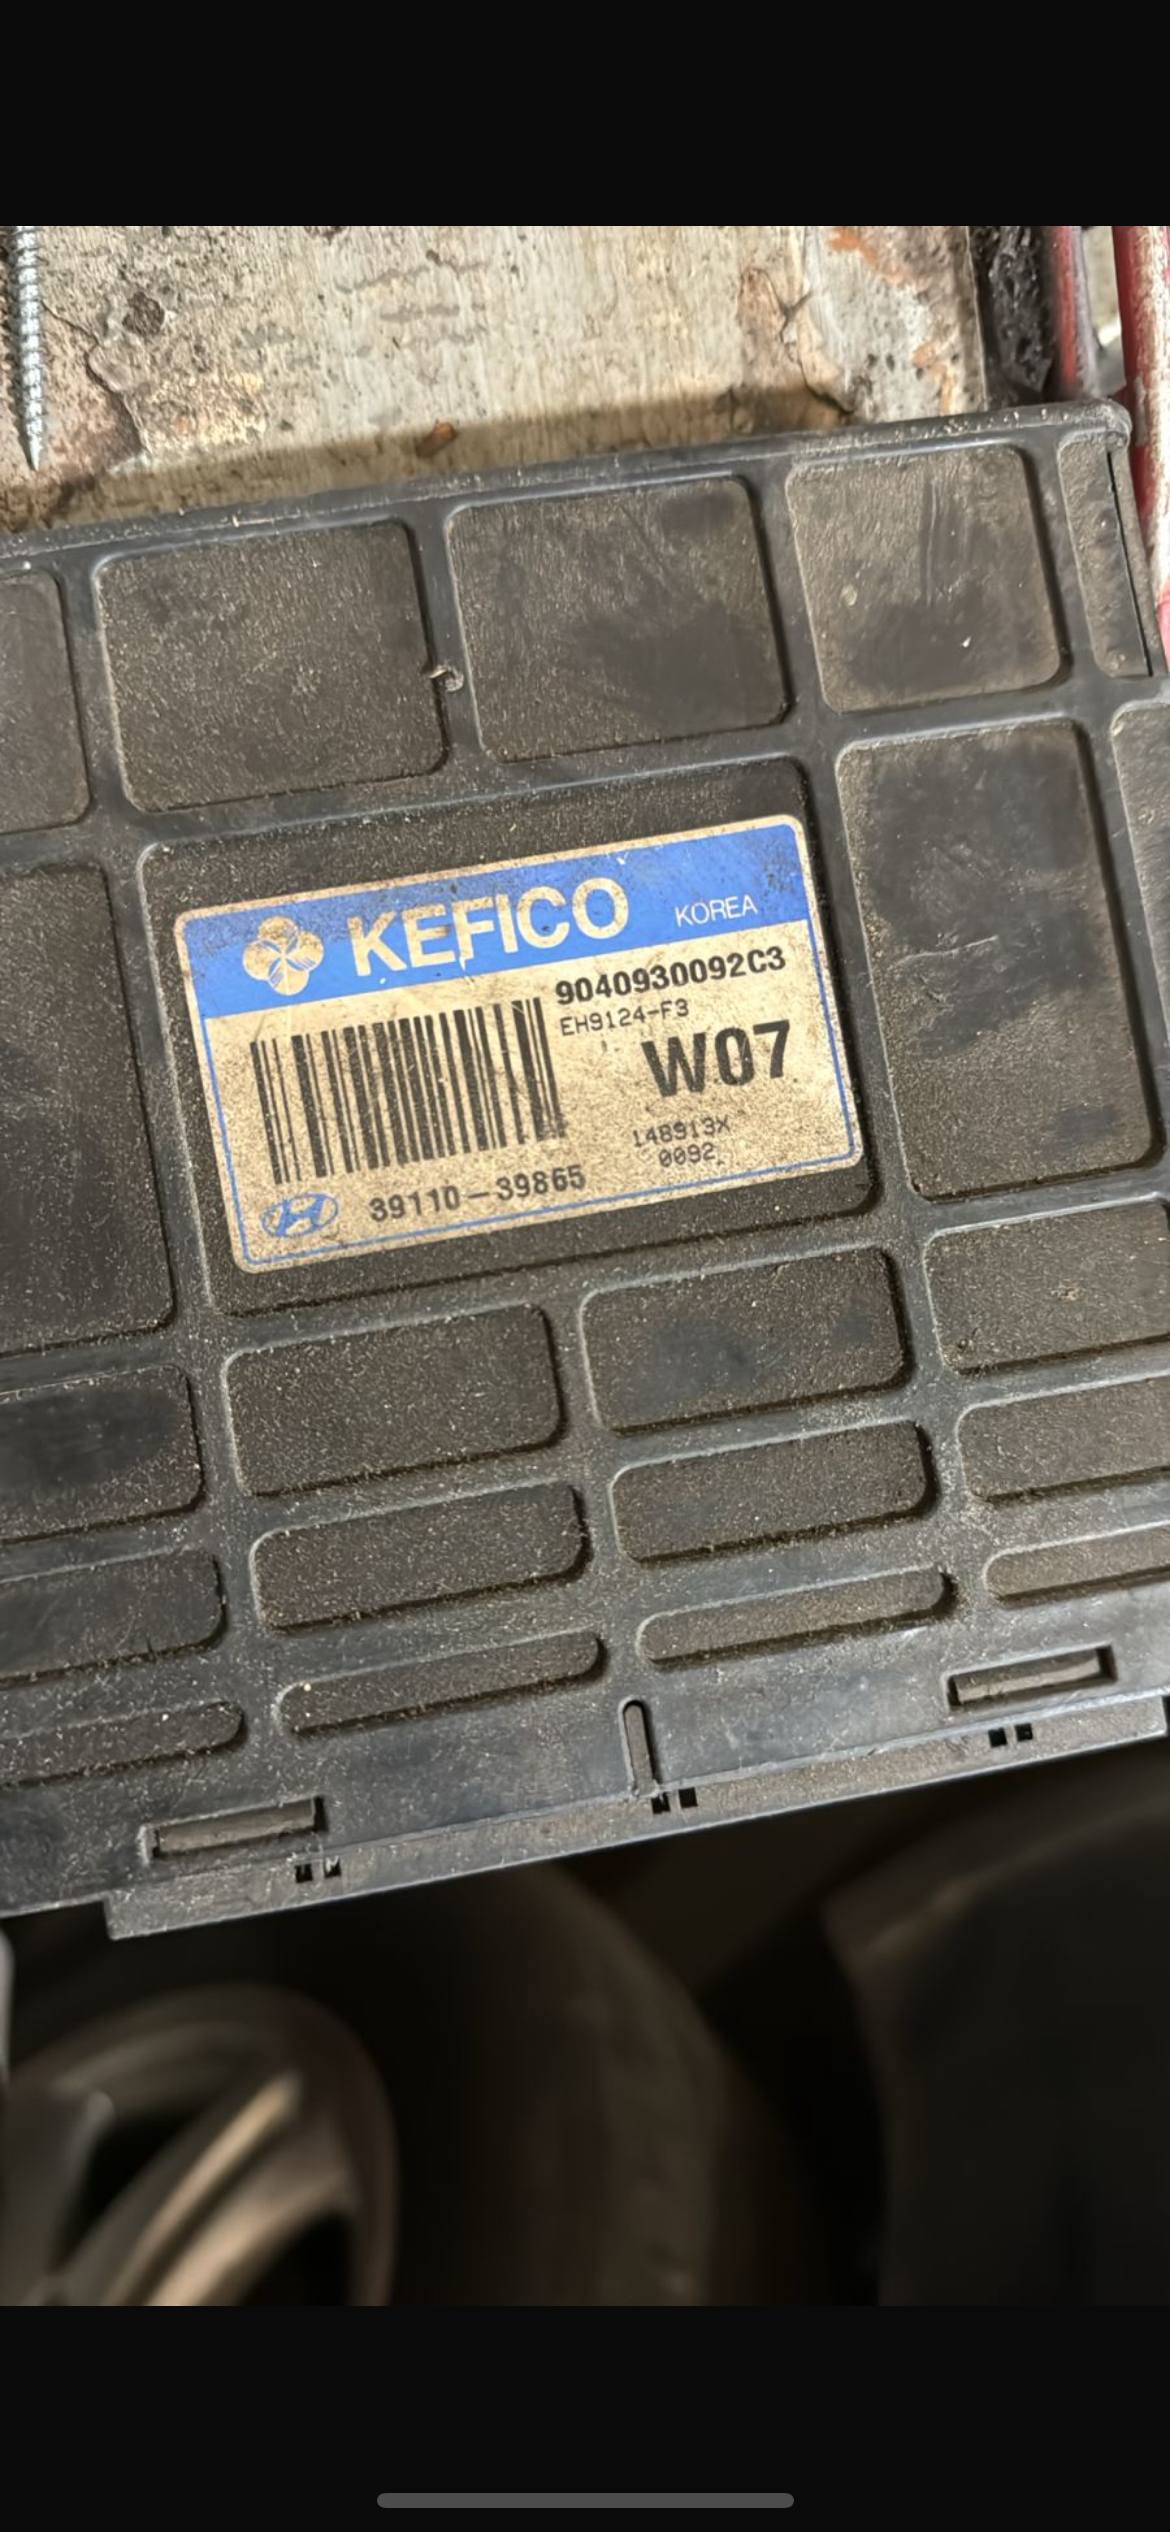 KEFICO KOREA
9040930092C3
EH9124-F3
W07
148913X
0092
39110-39865